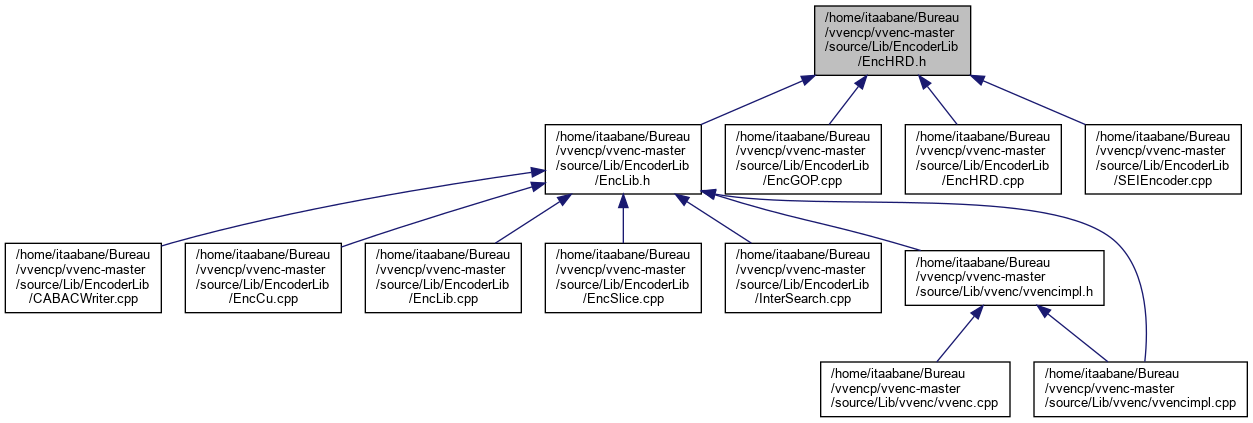 /home/itaabane/Bureau
/vvencp/vvenc-master
/source/Lib/EncoderLib
/EncHRD.h
/home/itaabane/Bureau
/vvencp/vvenc-master
/source/Lib/EncoderLib
/EncLib.h
/home/itaabane/Bureau
/vvencp/vvenc-master
/source/Lib/EncoderLib
/EncGOP.cpp
/home/itaabane/Bureau
/vvencp/vvenc-master
/source/Lib/EncoderLib
/EncHRD.cpp
/home/itaabane/Bureau
/vvencp/vvenc-master
/source/Lib/EncoderLib
/SEIEncoder.cpp
/home/itaabane/Bureau
/vvencp/vvenc-master
/source/Lib/EncoderLib
/CABACWriter.cpp
/home/itaabane/Bureau
/vvencp/vvenc-master
/source/Lib/EncoderLib
/EncCu.cpp
/home/itaabane/Bureau
/vvencp/vvenc-master
/source/Lib/EncoderLib
/EncLib.cpp
/home/itaabane/Bureau
/vvencp/vvenc-master
/source/Lib/EncoderLib
/EncSlice.cpp
/home/itaabane/Bureau
/vvencp/vvenc-master
/source/Lib/EncoderLib
/InterSearch.cpp
/home/itaabane/Bureau
/vvencp/vvenc-master
/source/Lib/vvenc/vvencimpl.h
/home/itaabane/Bureau
/vvencp/vvenc-master
/source/Lib/vvenc/vvenc.cpp
/home/itaabane/Bureau
/vvencp/vvenc-master
/source/Lib/vvenc/vvencimpl.cpp